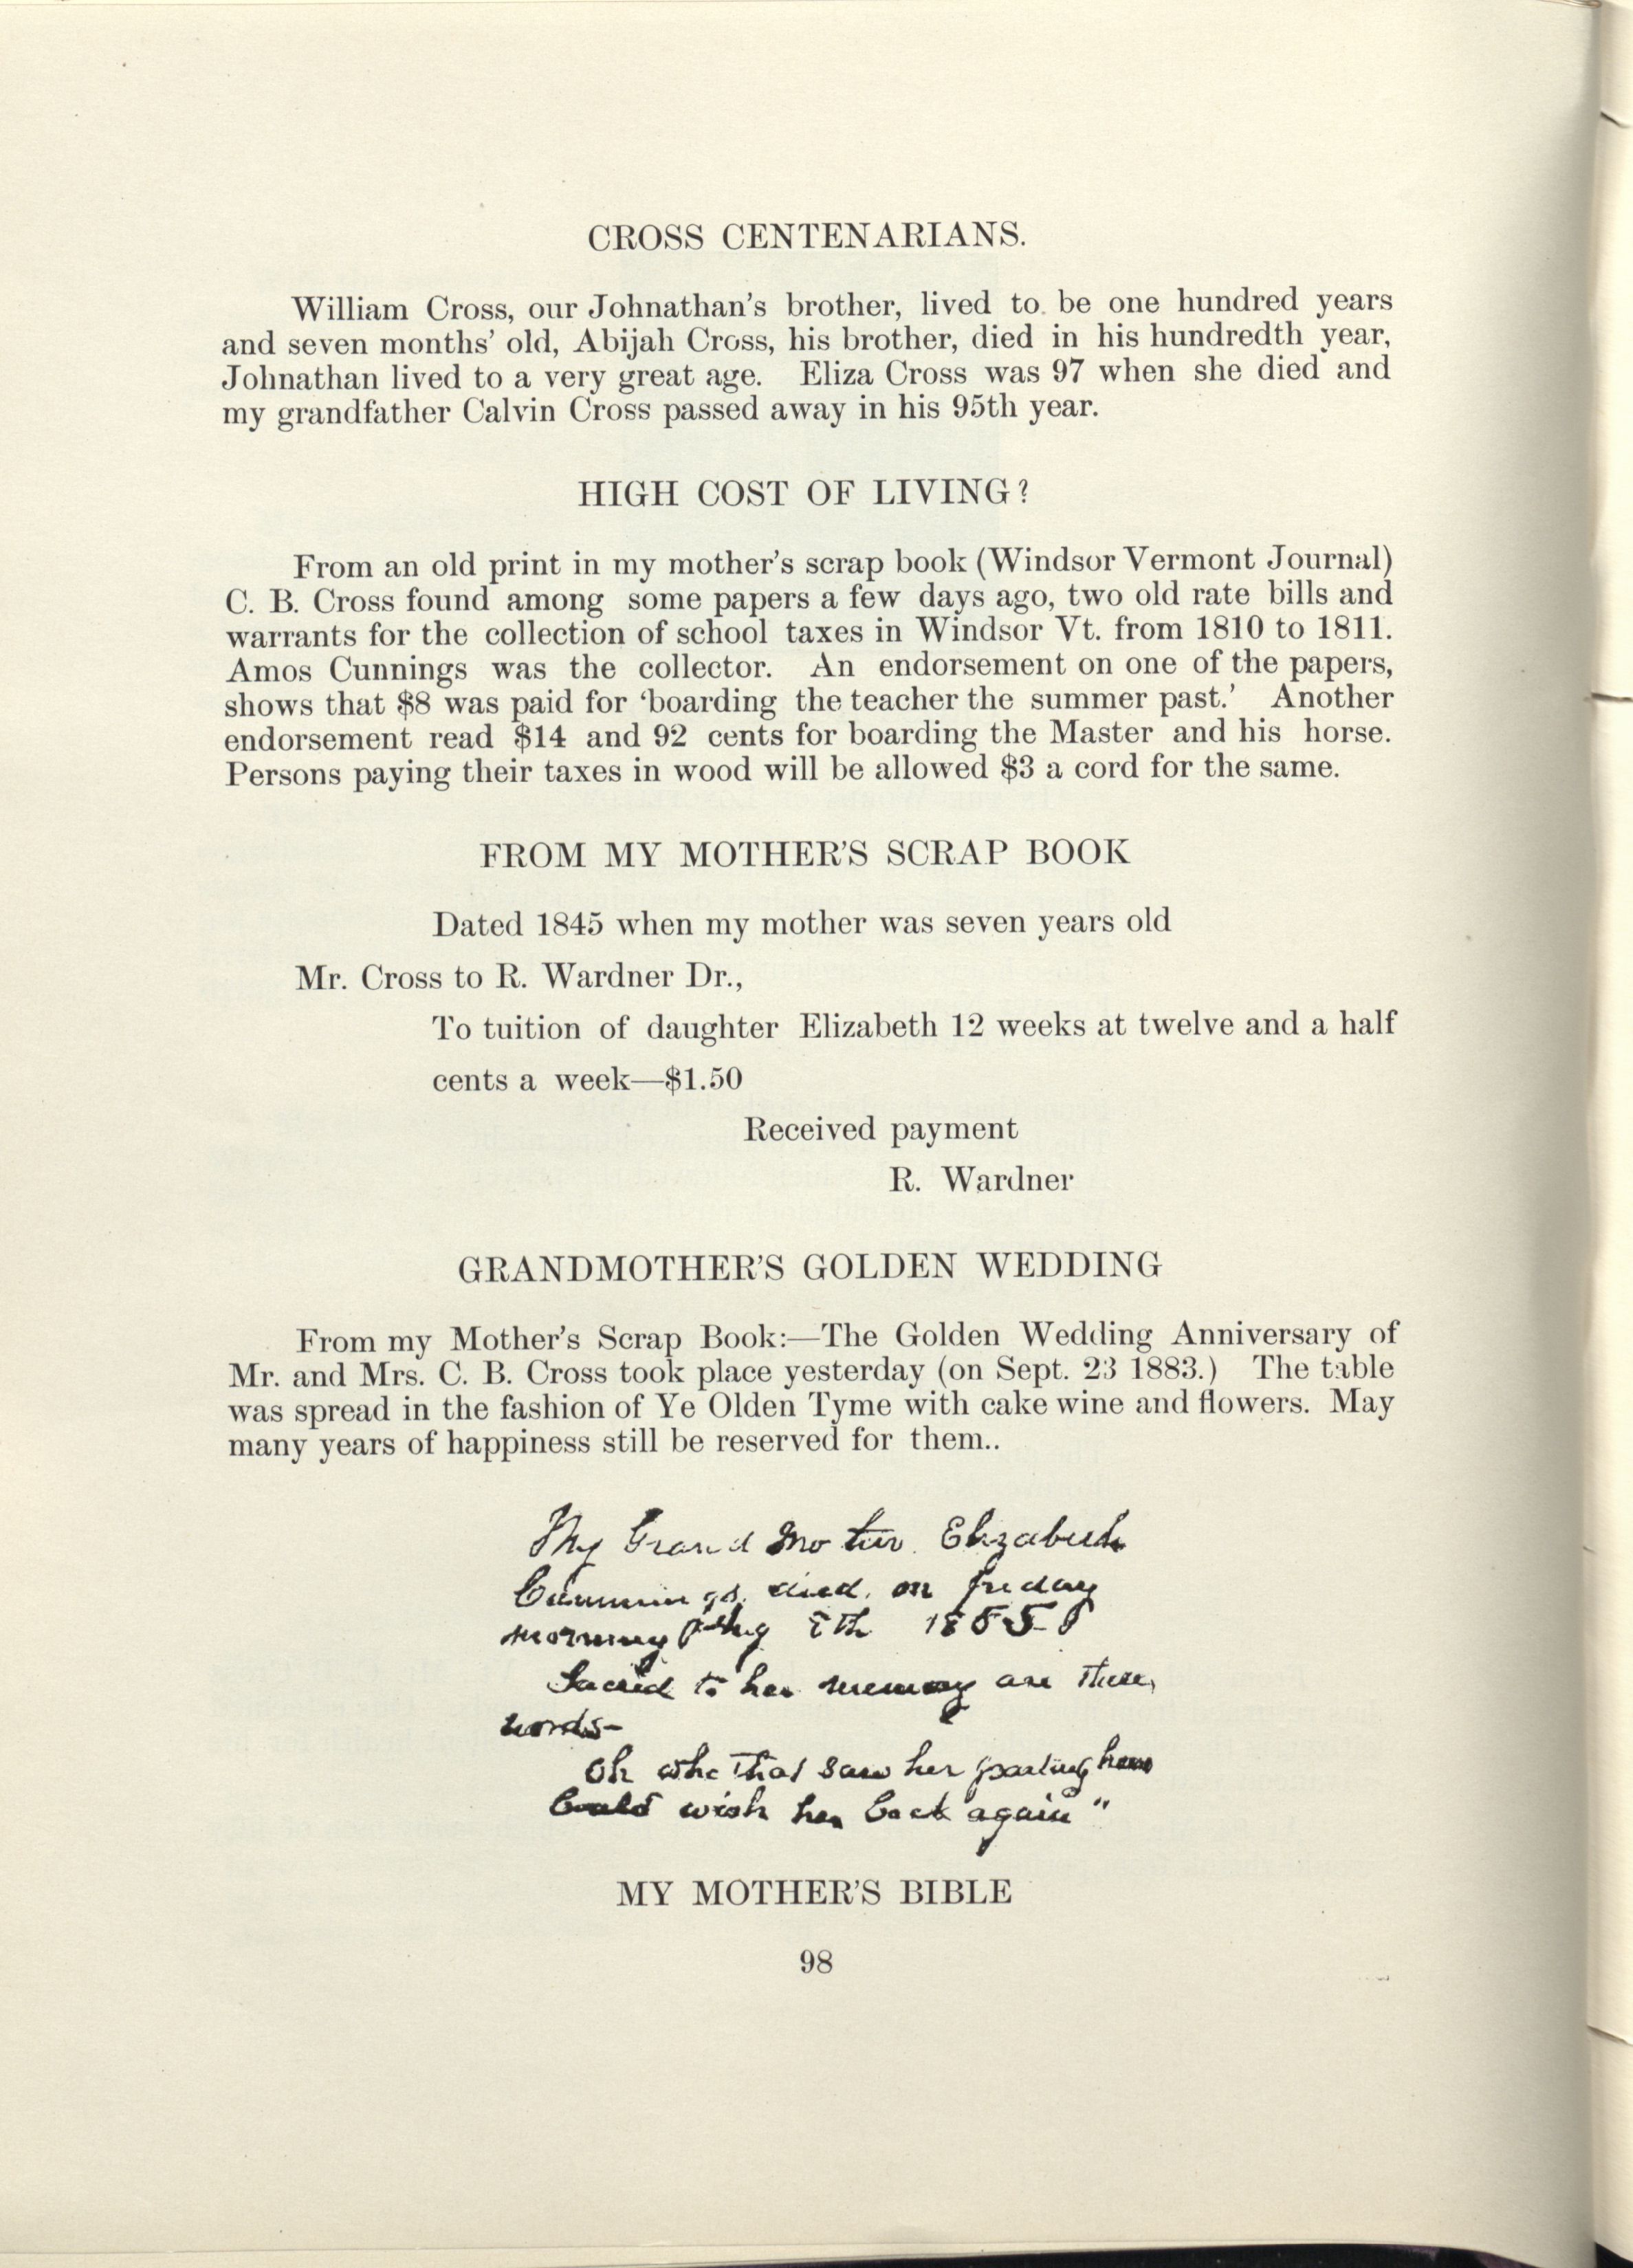 CROSS CENTENARIANS.
William Cross, our Johnathan's brother, lived to be one hundred years
and seven months' old, Abijah Cross, his brother, died in his hundredth year,
Johnathan lived to a very great age. Eliza Cross was 97 when she died and
my grandfather Calvin Cross passed away in his 95th year.
HIGH COST OF LIVING?
From an old print in my mother's scrap book (Windsor Vermont Journal)
C. B. Cross found among some papers a few days ago, two old rate bills and
warrants for the collection of school taxes in Windsor Vt. from 1810 to 1811.
Amos Cunnings was the collector. An endorsement on one of the papers,
shows that $8 was paid for 'boarding the teacher the summer past.' Another
endorsement read $14 and 92 cents for boarding the Master and his horse.
Persons paying their taxes in wood will be allowed $3 a cord for the same.
FROM MY MOTHER'S SCRAP BOOK
Dated 1845 when my mother was seven years old
Mr. Cross to R. Wardner Dr.,
To tuition of daughter Elizabeth 12 weeks at twelve and a half
cents a week—$1.50
Received payment
R. Wardner
GRANDMOTHER'S GOLDEN WEDDING
From my Mother's Scrap Book:—The Golden Wedding Anniversary of
Mr. and Mrs. C. B. Cross took place yesterday (on Sept. 23 1883.) The table
was spread in the fashion of Ye Olden Tyme with cake wine and flowers. May
many years of happiness still be reserved for them..
My Grand Mother Elizabeth
Cummings died on friday
morning Aug 8th
Sacred to her memory are these
words-
Oh who that saw her parting here
Could wish her back again"
MY MOTHER'S BIBLE
98